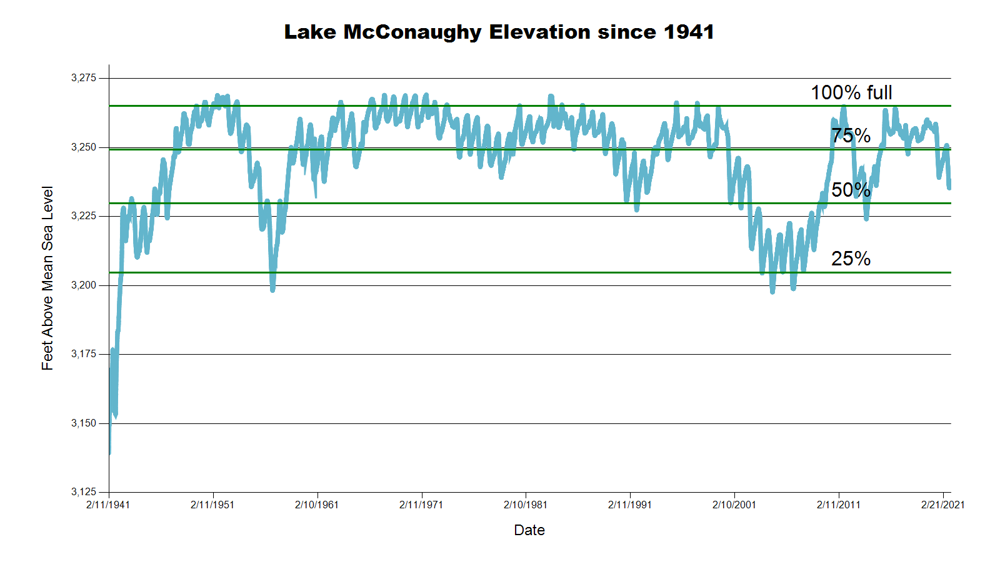 Lake McConaughy Elevation since 1941
3,275
3,250
3,225
3,200
3,175
3,150
3,125
Feet Above Mean Sea Level
100% full
75%
50%
25%
2/11/1941 2/11/1951 2/10/1961 2/11/1971 2/10/1981 2/11/1991 2/10/2001 2/11/2011 2/21/2021
Date